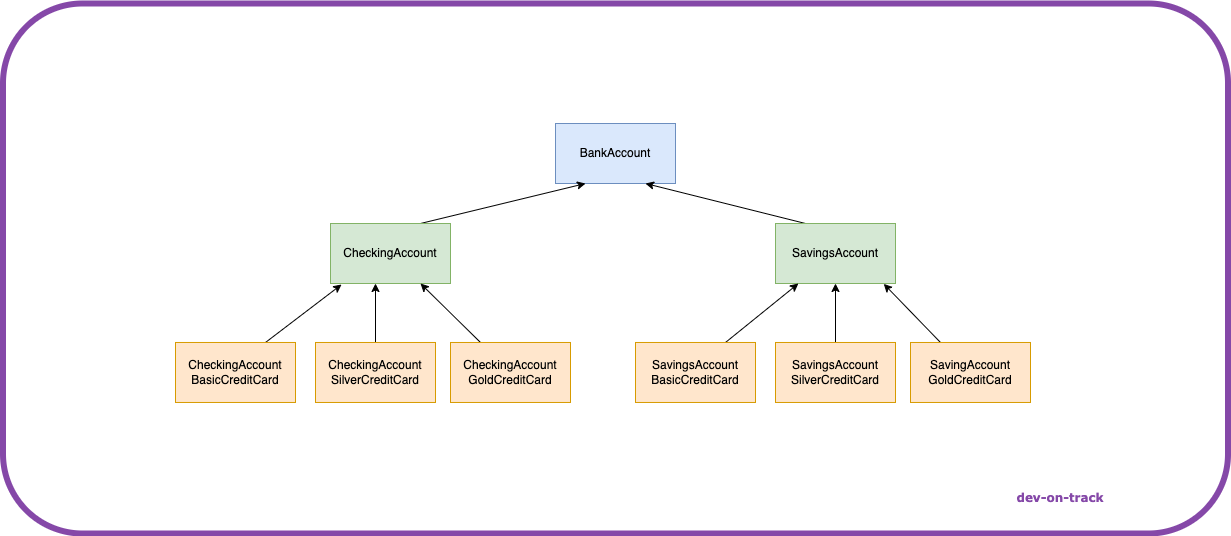 BankAccount
CheckingAccount
SavingsAccount
CheckingAccount
BasicCreditCard
CheckingAccount
SilverCreditCard
CheckingAccount
GoldCreditCard
SavingsAccount
BasicCreditCard
SavingsAccount
SilverCreditCard
SavingAccount
GoldCreditCard
dev-on-track